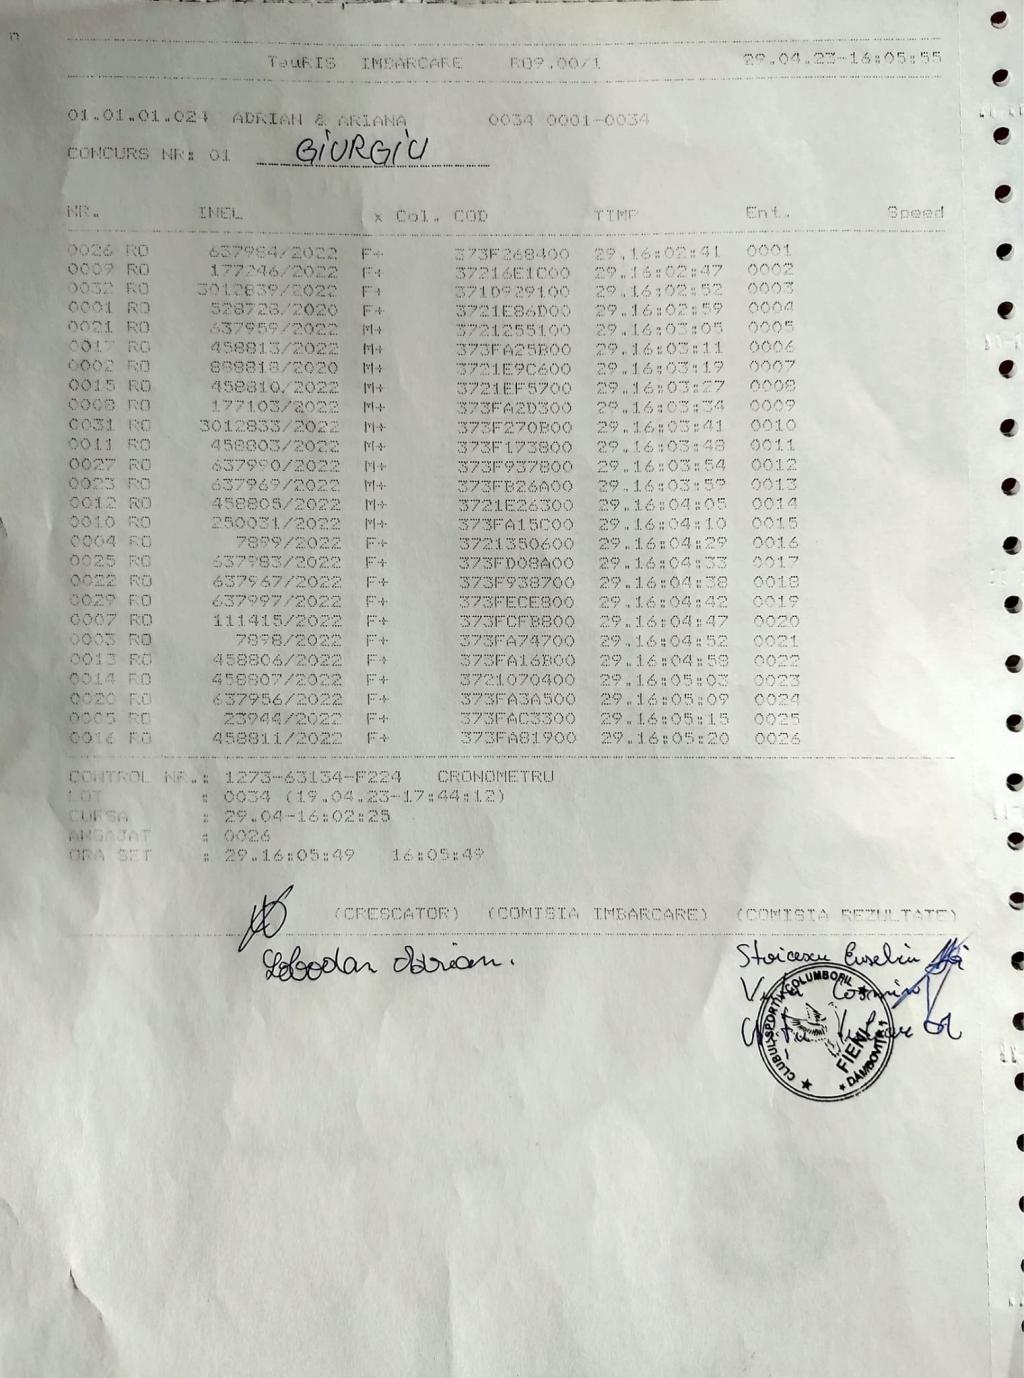 TauRIS IMBARCARE RO9.00/1 29.04.23-16:05:55
01.01.01.024 ADRIAN & ARIANA 0034 0001-0034
CONCURS NR: 01 GIURGIU
NR. INEL x Col. COD TIMP Ent. Speed
0026 RO 637984/2022 F+ 373F268400 29.16:02:41 0001
0009 RO 177246/2022 F+ 37216E1C00 29.16:02:47 0002
0032 RO 3012839/2022 F+ 371D929100 29.16:02:52 0003
0001 RO 528728/2020 F+ 3721E86D00 29.16:02:59 0004
0021 RO 637959/2022 M+ 3721255100 29.16:03:05 0005
0017 RO 458813/2022 M+ 373FA25B00 29.16:03:11 0006
0002 RO 888818/2020 M+ 3721E9C600 29.16:03:19 0007
0015 RO 458810/2022 M+ 3721EF5700 29.16:03:27 0008
0008 RO 177103/2022 M+ 373FA2D300 29.16:03:34 0009
0031 RO 3012833/2022 M+ 373F270B00 29.16:03:41 0010
0011 RO 458803/2022 M+ 373F173800 29.16:03:48 0011
0027 RO 637990/2022 M+ 373F937800 29.16:03:54 0012
0023 RO 637969/2022 M+ 373FB26A00 29.16:03:59 0013
0012 RO 458805/2022 M+ 3721E26300 29.16:04:05 0014
0010 RO 250031/2022 M+ 373FA15C00 29.16:04:10 0015
0004 RO 7899/2022 F+ 3721350600 29.16:04:29 0016
0025 RO 637983/2022 F+ 373FD08A00 29.16:04:33 0017
0022 RO 637967/2022 F+ 373F938700 29.16:04:38 0018
0029 RO 637997/2022 F+ 373FECE800 29.16:04:42 0019
0007 RO 111415/2022 F+ 373FCFB800 29.16:04:47 0020
0003 RO 7898/2022 F+ 373FA74700 29.16:04:52 0021
0013 RO 458806/2022 F+ 373FA16B00 29.16:04:58 0022
0014 RO 458807/2022 F+ 3721070400 29.16:05:03 0023
0020 RO 637956/2022 F+ 373FA3A500 29.16:05:09 0024
0005 RO 23944/2022 F+ 373FAC3300 29.16:05:15 0025
0016 RO 458811/2022 F+ 373FA81900 29.16:05:20 0026
CONTROL NR.: 1273-63134-F224 CRONOMETRU
LOT : 0034 (19.04.23-17:44:12)
CURSA : 29.04-16:02:25
ANGAJAT : 0026
ORA SET : 29.16:05:49 16:05:49
(CRESCATOR) (COMISIA IMBARCARE) (COMISIA REZULTATE)
Slobodan Adrian. Stoicescu Euseliu
Cosmin
CLUBUL SPORTIV COLUMBOFIL
FIENI
DAMBOVITA 1